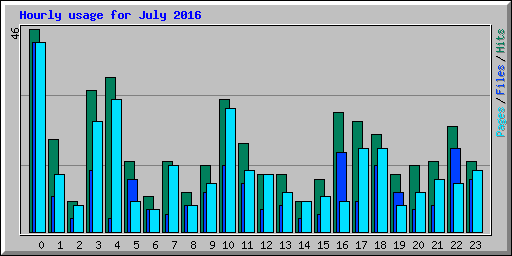 Hourly usage for July 2016
46
Pages/Files/Hits
0 1 2 3 4 5 6 7 8 9 10 11 12 13 14 15 16 17 18 19 20 21 22 23